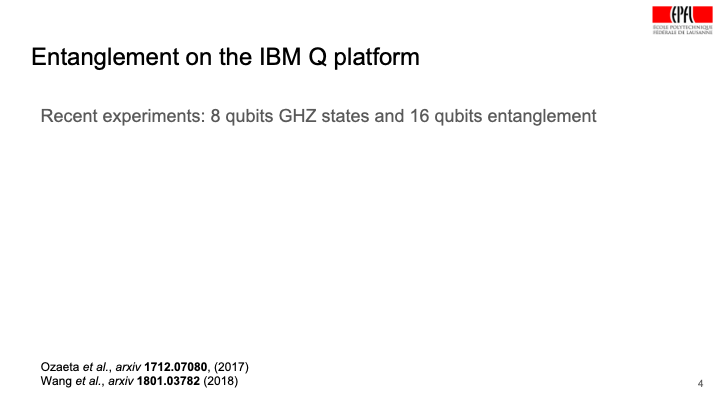 EPFL
ÉCOLE POLYTECHNIQUE
FÉDÉRALE DE LAUSANNE
Entanglement on the IBM Q platform
Recent experiments: 8 qubits GHZ states and 16 qubits entanglement
Ozaeta et al., arxiv 1712.07080, (2017)
Wang et al., arxiv 1801.03782 (2018)
4